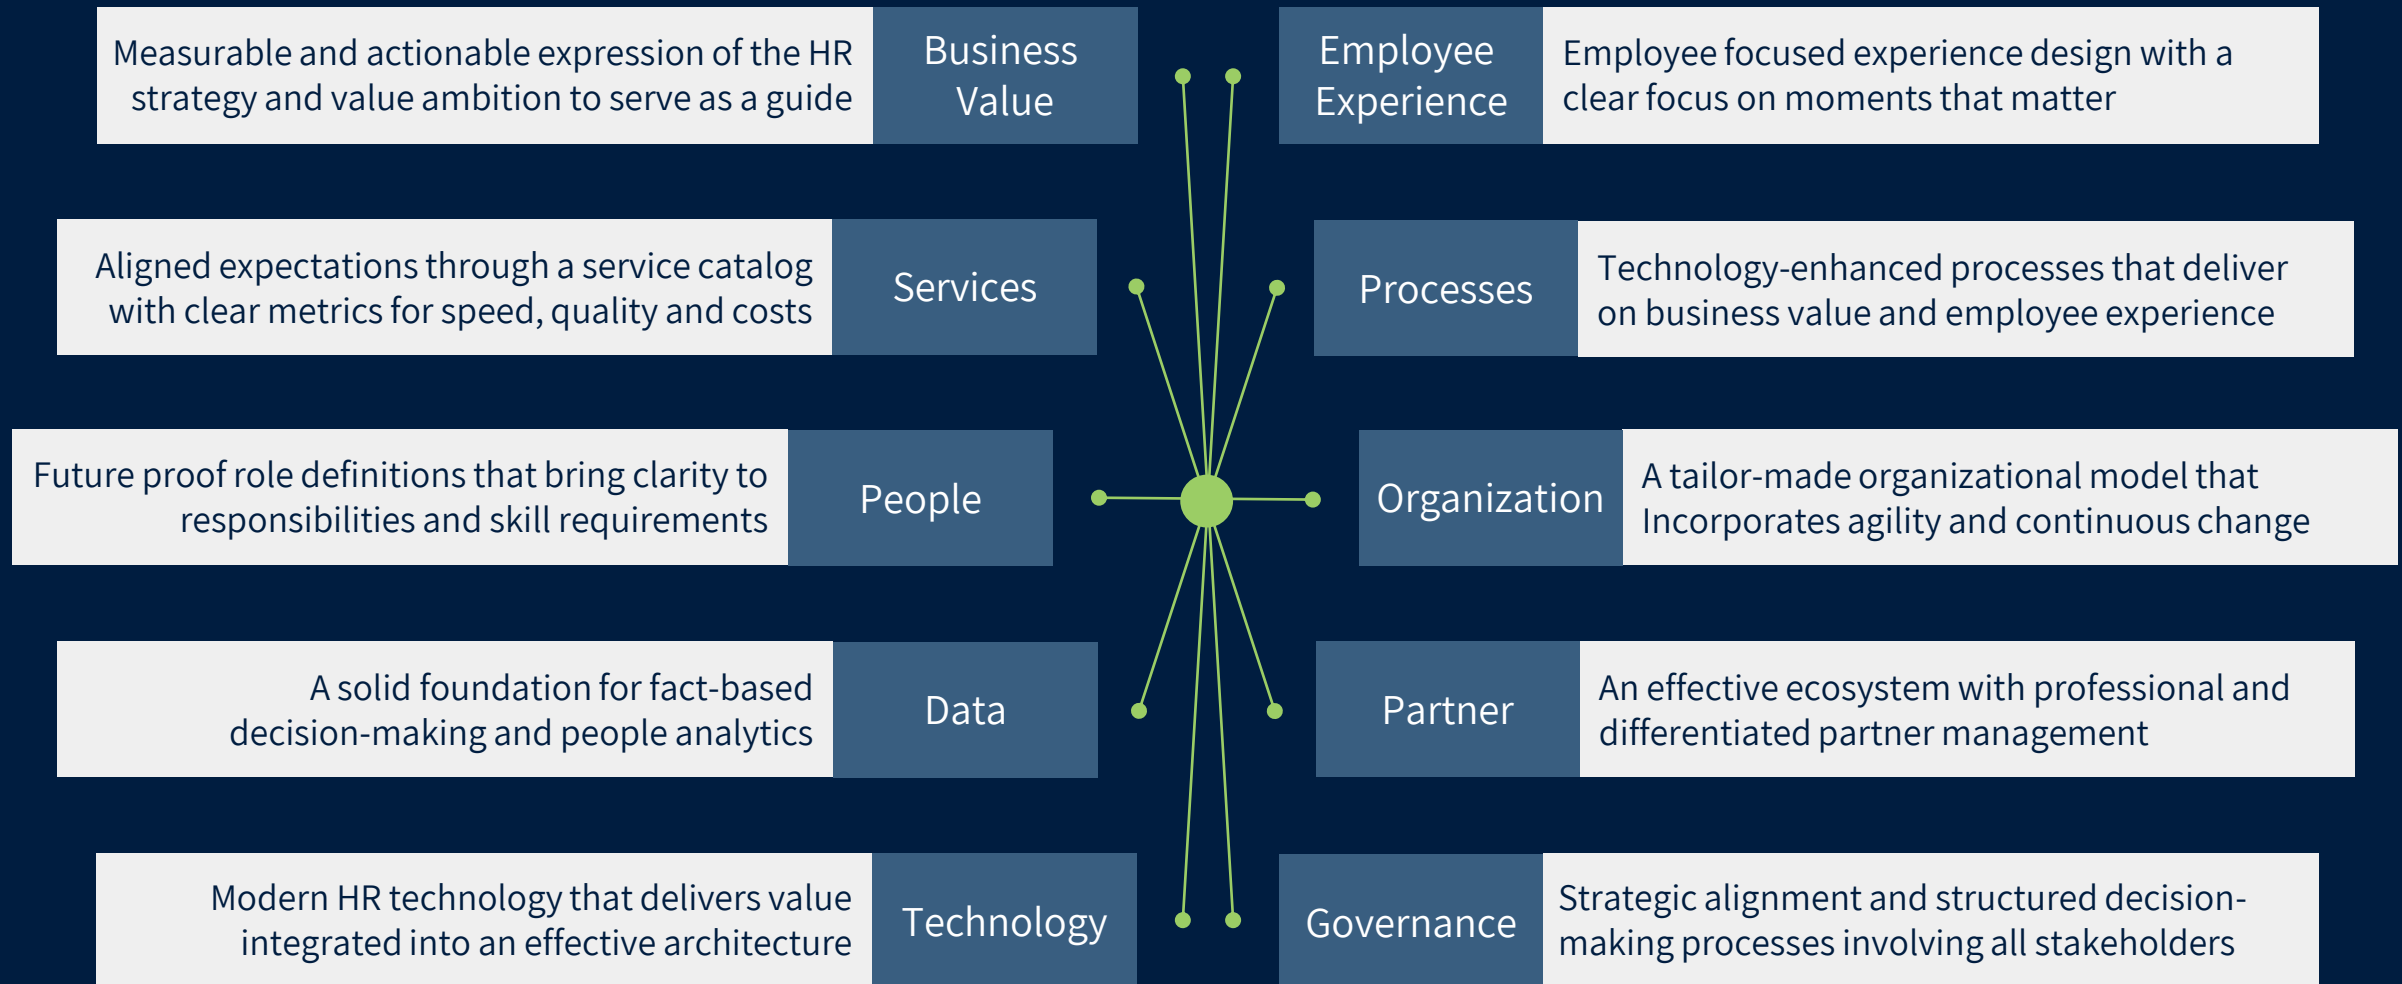 Measurable and actionable expression of the HR
strategy and value ambition to serve as a guide
Business
Value
Employee
Experience
Employee focused experience design with a
clear focus on moments that matter
Aligned expectations through a service catalog
with clear metrics for speed, quality and costs
Services
Processes
Technology-enhanced processes that deliver
on business value and employee experience
Future proof role definitions that bring clarity to
responsibilities and skill requirements
People
Organization
A tailor-made organizational model that
Incorporates agility and continuous change
A solid foundation for fact-based
decision-making and people analytics
Data
Partner
An effective ecosystem with professional and
differentiated partner management
Modern HR technology that delivers value
integrated into an effective architecture
Technology
Governance
Strategic alignment and structured decision-
making processes involving all stakeholders